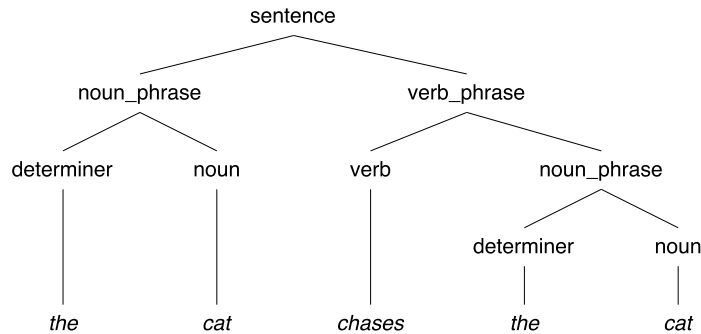 sentence
noun_phrase verb_phrase
determiner noun verb noun_phrase
determiner noun
the cat chases the cat